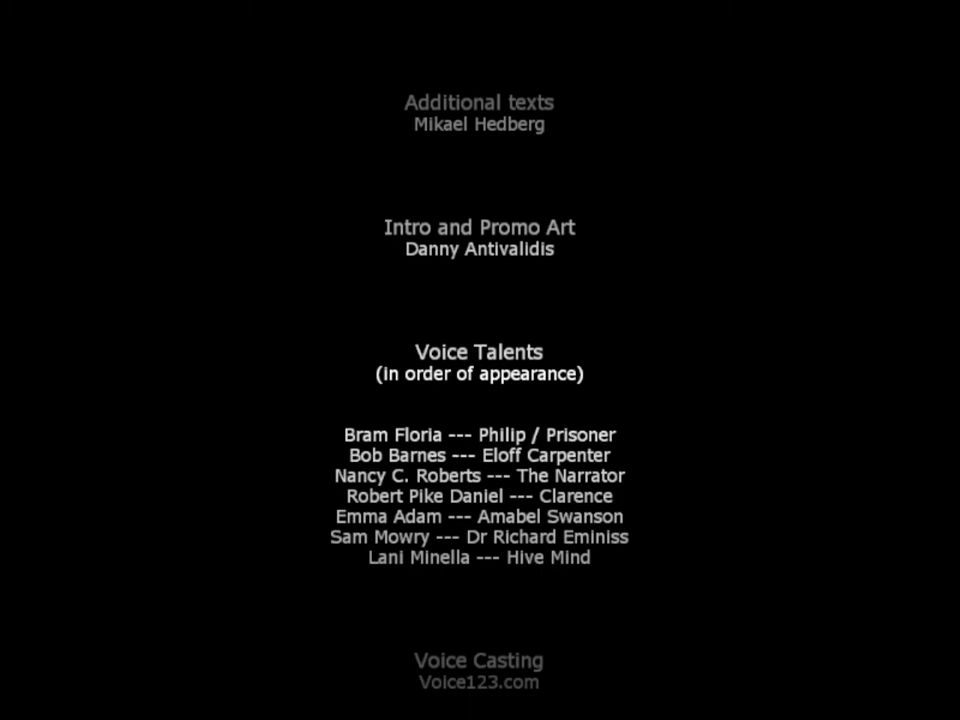 Additional texts
Mikael Hedberg
Intro and Promo Art
Danny Antivalidis
Voice Talents
(in order of appearance)
Bram Floria --- Philip / Prisoner
Bob Barnes --- Eloff Carpenter
Nancy C. Roberts --- The Narrator
Robert Pike Daniel --- Clarence
Emma Adam --- Amabel Swanson
Sam Mowry --- Dr Richard Eminiss
Lani Minella --- Hive Mind
Voice Casting
Voice123.com